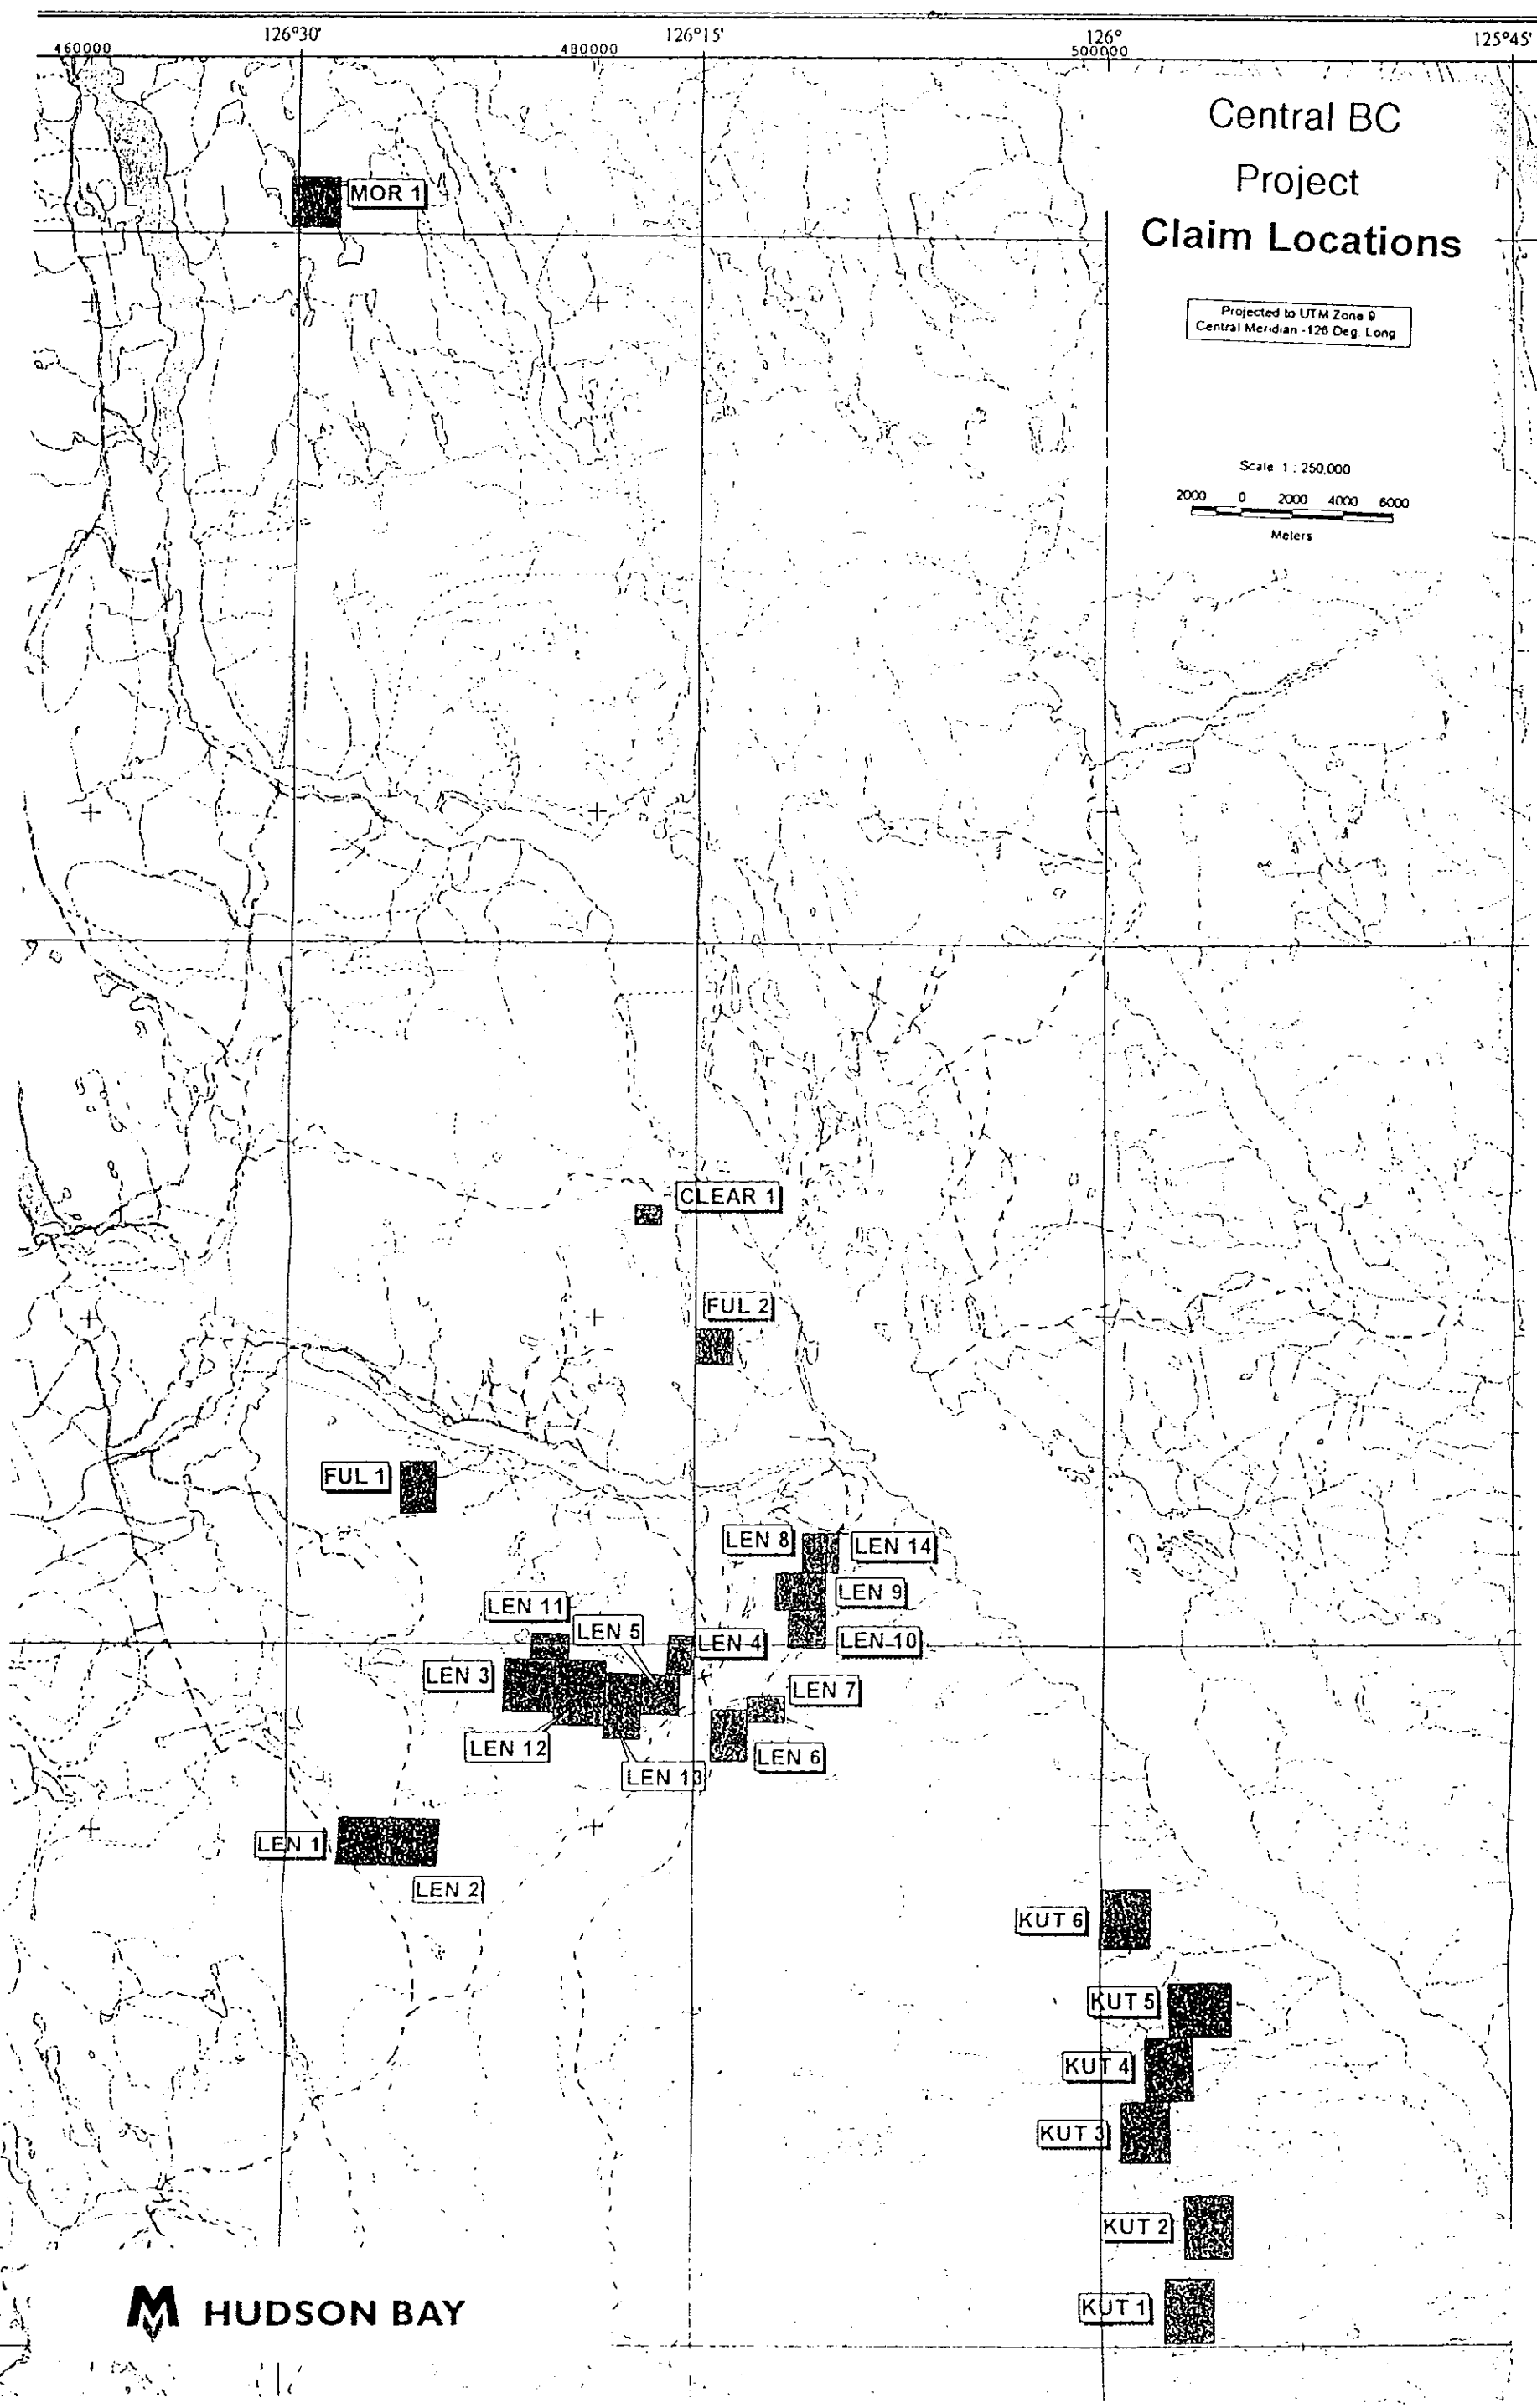 126°30'
126°15'
126°
125°45'
460000
480000
500000
Central BC
Project
Claim Locations
MOR 1
Projected to UTM Zone 9
Central Meridian -126 Deg. Long
Scale 1 : 250,000
2000 0 2000 4000 6000
Meters
CLEAR 1
FUL 2
FUL 1
LEN 8
LEN 14
LEN 9
LEN 11
LEN 5
LEN 4
LEN 10
LEN 3
LEN 7
LEN 12
LEN 6
LEN 13
LEN 1
LEN 2
KUT 6
KUT 5
KUT 4
KUT 3
KUT 2
KUT 1
HUDSON BAY